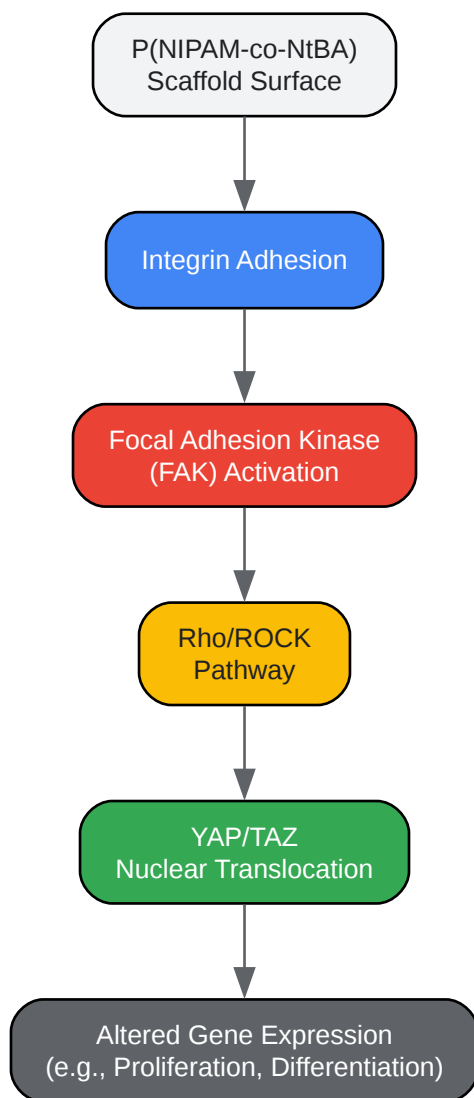 P(NIPAM-co-NtBA)
Scaffold Surface
Integrin Adhesion
Focal Adhesion Kinase
(FAK) Activation
Rho/ROCK
Pathway
YAP/TAZ
Nuclear Translocation
Altered Gene Expression
(e.g., Proliferation, Differentiation)